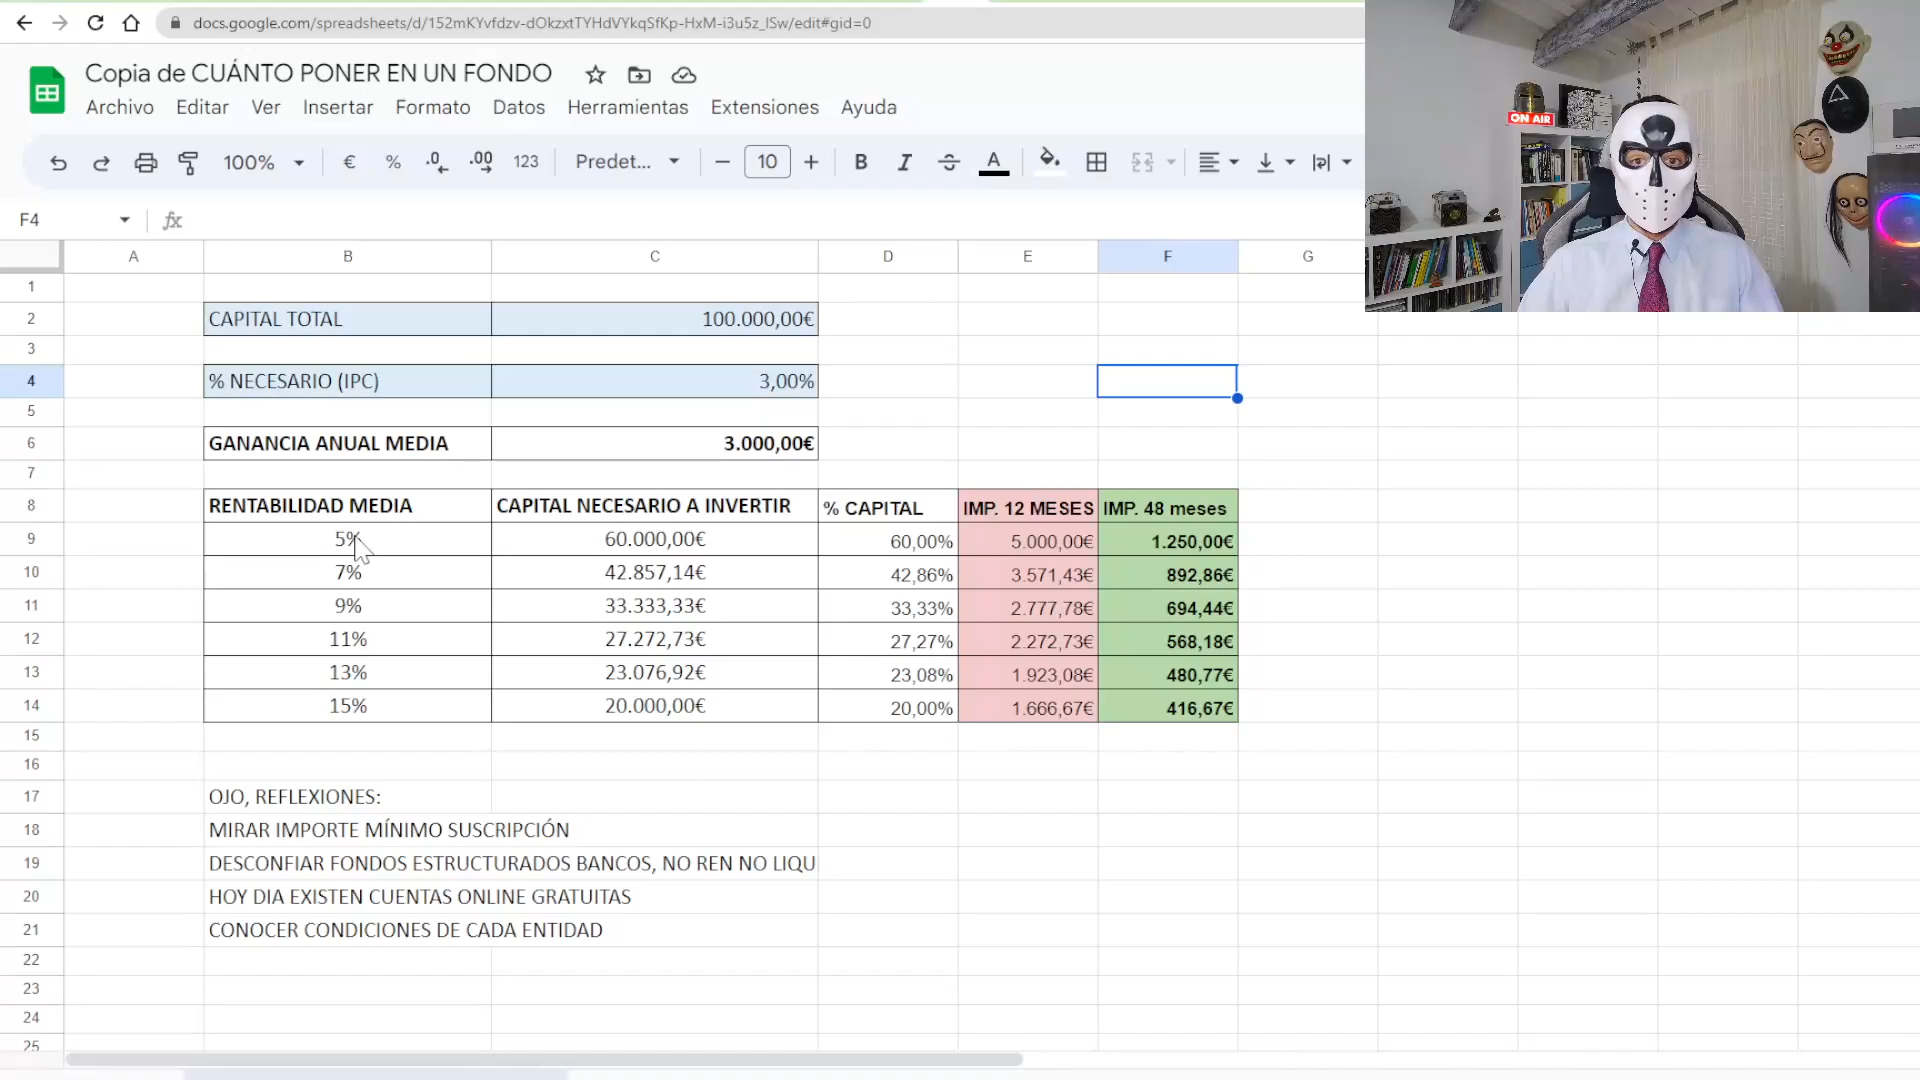 docs.google.com/spreadsheets/d/152mKYvfdzv-dOkzxtTYHdVYkqSfKp-HxM-i3u5z_lSw/edit#gid=0
Copia de CUÁNTO PONER EN UN FONDO
Archivo Editar Ver Insertar Formato Datos Herramientas Extensiones Ayuda
100% € % .0 .00 123 Predet... 10 B I A
F4 fx
A B C D E F G
1
2 CAPITAL TOTAL 100.000,00€
3
4 % NECESARIO (IPC) 3,00%
5
6 GANANCIA ANUAL MEDIA 3.000,00€
7
8 RENTABILIDAD MEDIA CAPITAL NECESARIO A INVERTIR % CAPITAL IMP. 12 MESES IMP. 48 meses
9 5% 60.000,00€ 60,00% 5.000,00€ 1.250,00€
10 7% 42.857,14€ 42,86% 3.571,43€ 892,86€
11 9% 33.333,33€ 33,33% 2.777,78€ 694,44€
12 11% 27.272,73€ 27,27% 2.272,73€ 568,18€
13 13% 23.076,92€ 23,08% 1.923,08€ 480,77€
14 15% 20.000,00€ 20,00% 1.666,67€ 416,67€
15
16
17 OJO, REFLEXIONES:
18 MIRAR IMPORTE MÍNIMO SUSCRIPCIÓN
19 DESCONFIAR FONDOS ESTRUCTURADOS BANCOS, NO REN NO LIQU
20 HOY DIA EXISTEN CUENTAS ONLINE GRATUITAS
21 CONOCER CONDICIONES DE CADA ENTIDAD
22
23
24
25
ON AIR